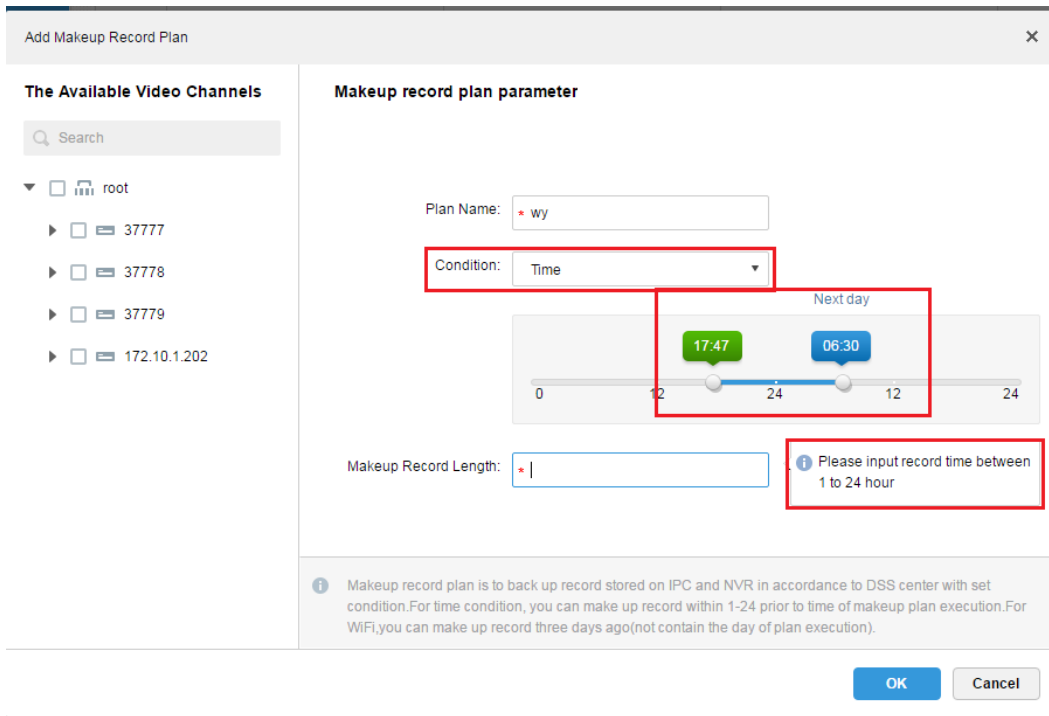 Add Makeup Record Plan
The Available Video Channels
Search
root
37777
37778
37779
172.10.1.202
Makeup record plan parameter
Plan Name: * wy
Condition: Time
Next day
17:47 06:30
0 12 24 12 24
Makeup Record Length: *
Please input record time between
1 to 24 hour
Makeup record plan is to back up record stored on IPC and NVR in accordance to DSS center with set
condition.For time condition, you can make up record within 1-24 prior to time of makeup plan execution.For
WiFi,you can make up record three days ago(not contain the day of plan execution).
OK Cancel